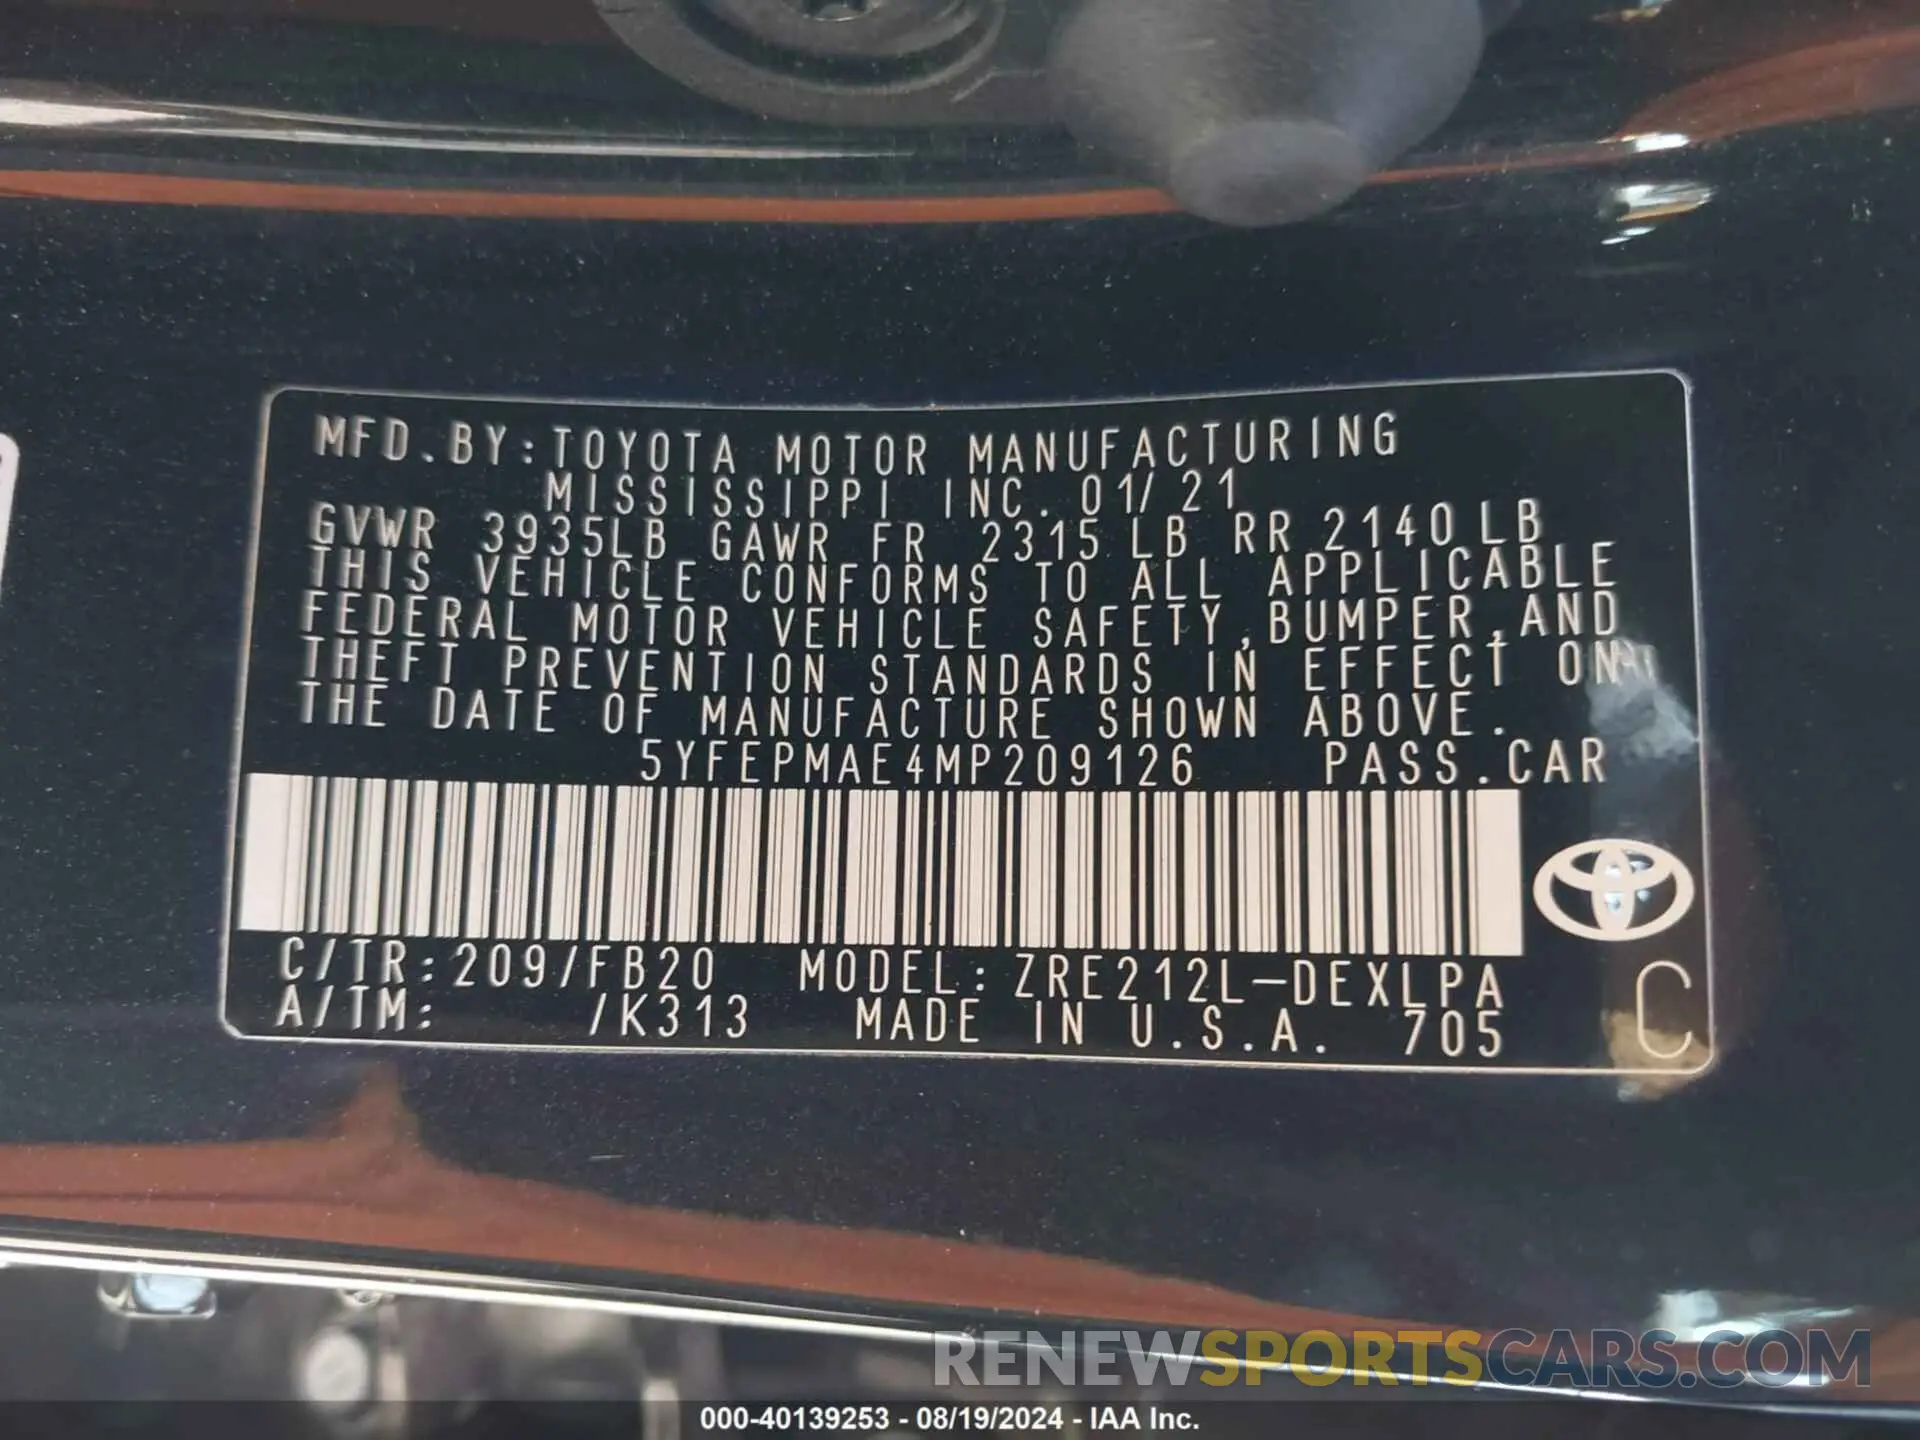 MFD.BY:TOYOTA MOTOR MANUFACTURING
MISSISSIPPI INC. 01/21
GVWR 3935LB GAWR FR 2315 LB RR 2140 LB
THIS VEHICLE CONFORMS TO ALL APPLICABLE
FEDERAL MOTOR VEHICLE SAFETY, BUMPER, AND
THEFT PREVENTION STANDARDS IN EFFECT ON
THE DATE OF MANUFACTURE SHOWN ABOVE.
5YFEPMAE4MP209126 PASS.CAR
C/TR:209/FB20 MODEL:ZRE212L-DEXLPA
A/TM: /K313 MADE IN U.S.A. 705
C
RENEWSPORTSCARS.COM
000-40139253 - 08/19/2024 - IAA Inc.